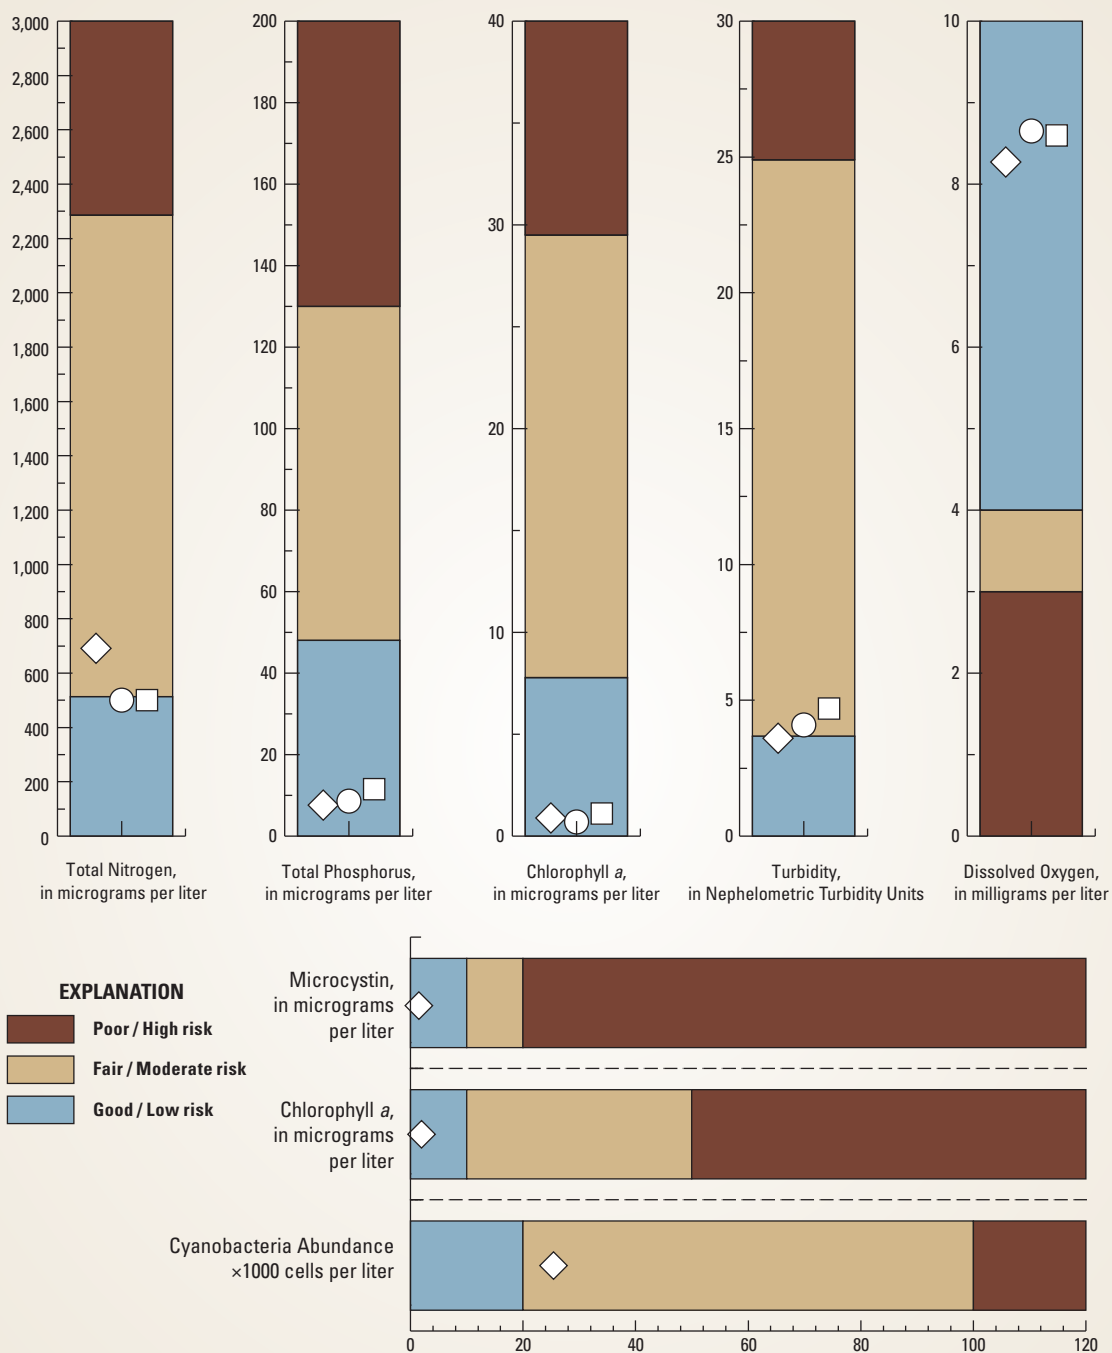 3,000
2,800
2,600
2,400
2,200
2,000
1,800
1,600
1,400
1,200
1,000
800
600
400
200
0
Total Nitrogen,
in micrograms per liter
200
180
160
140
120
100
80
60
40
20
0
Total Phosphorus,
in micrograms per liter
40
30
20
10
0
Chlorophyll a,
in micrograms per liter
30
25
20
15
10
5
0
Turbidity,
in Nephelometric Turbidity Units
10
8
6
4
2
0
Dissolved Oxygen,
in milligrams per liter
EXPLANATION
Poor / High risk
Fair / Moderate risk
Good / Low risk
Microcystin,
in micrograms
per liter
Chlorophyll a,
in micrograms
per liter
Cyanobacteria Abundance
×1000 cells per liter
0 20 40 60 80 100 120